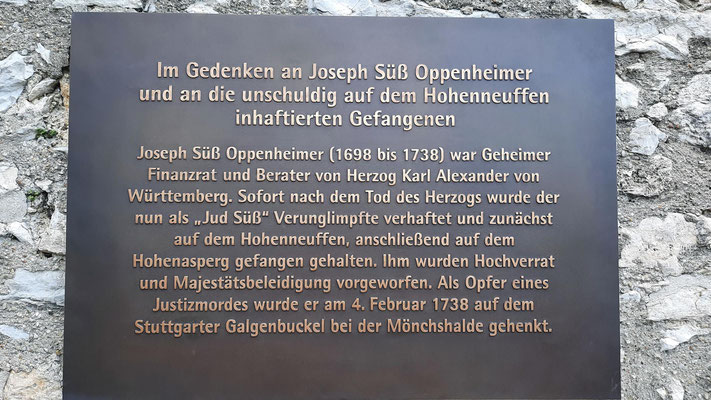 Im Gedenken an Joseph Süß Oppenheimer
und an die unschuldig auf dem Hohenneuffen
inhaftierten Gefangenen
Joseph Süß Oppenheimer (1698 bis 1738) war Geheimer
Finanzrat und Berater von Herzog Karl Alexander von
Württemberg. Sofort nach dem Tod des Herzogs wurde der
nun als „Jud Süß“ Verunglimpfte verhaftet und zunächst
auf dem Hohenneuffen, anschließend auf dem
Hohenasperg gefangen gehalten. Ihm wurden Hochverrat
und Majestätsbeleidigung vorgeworfen. Als Opfer eines
Justizmordes wurde er am 4. Februar 1738 auf dem
Stuttgarter Galgenbuckel bei der Mönchshalde gehenkt.